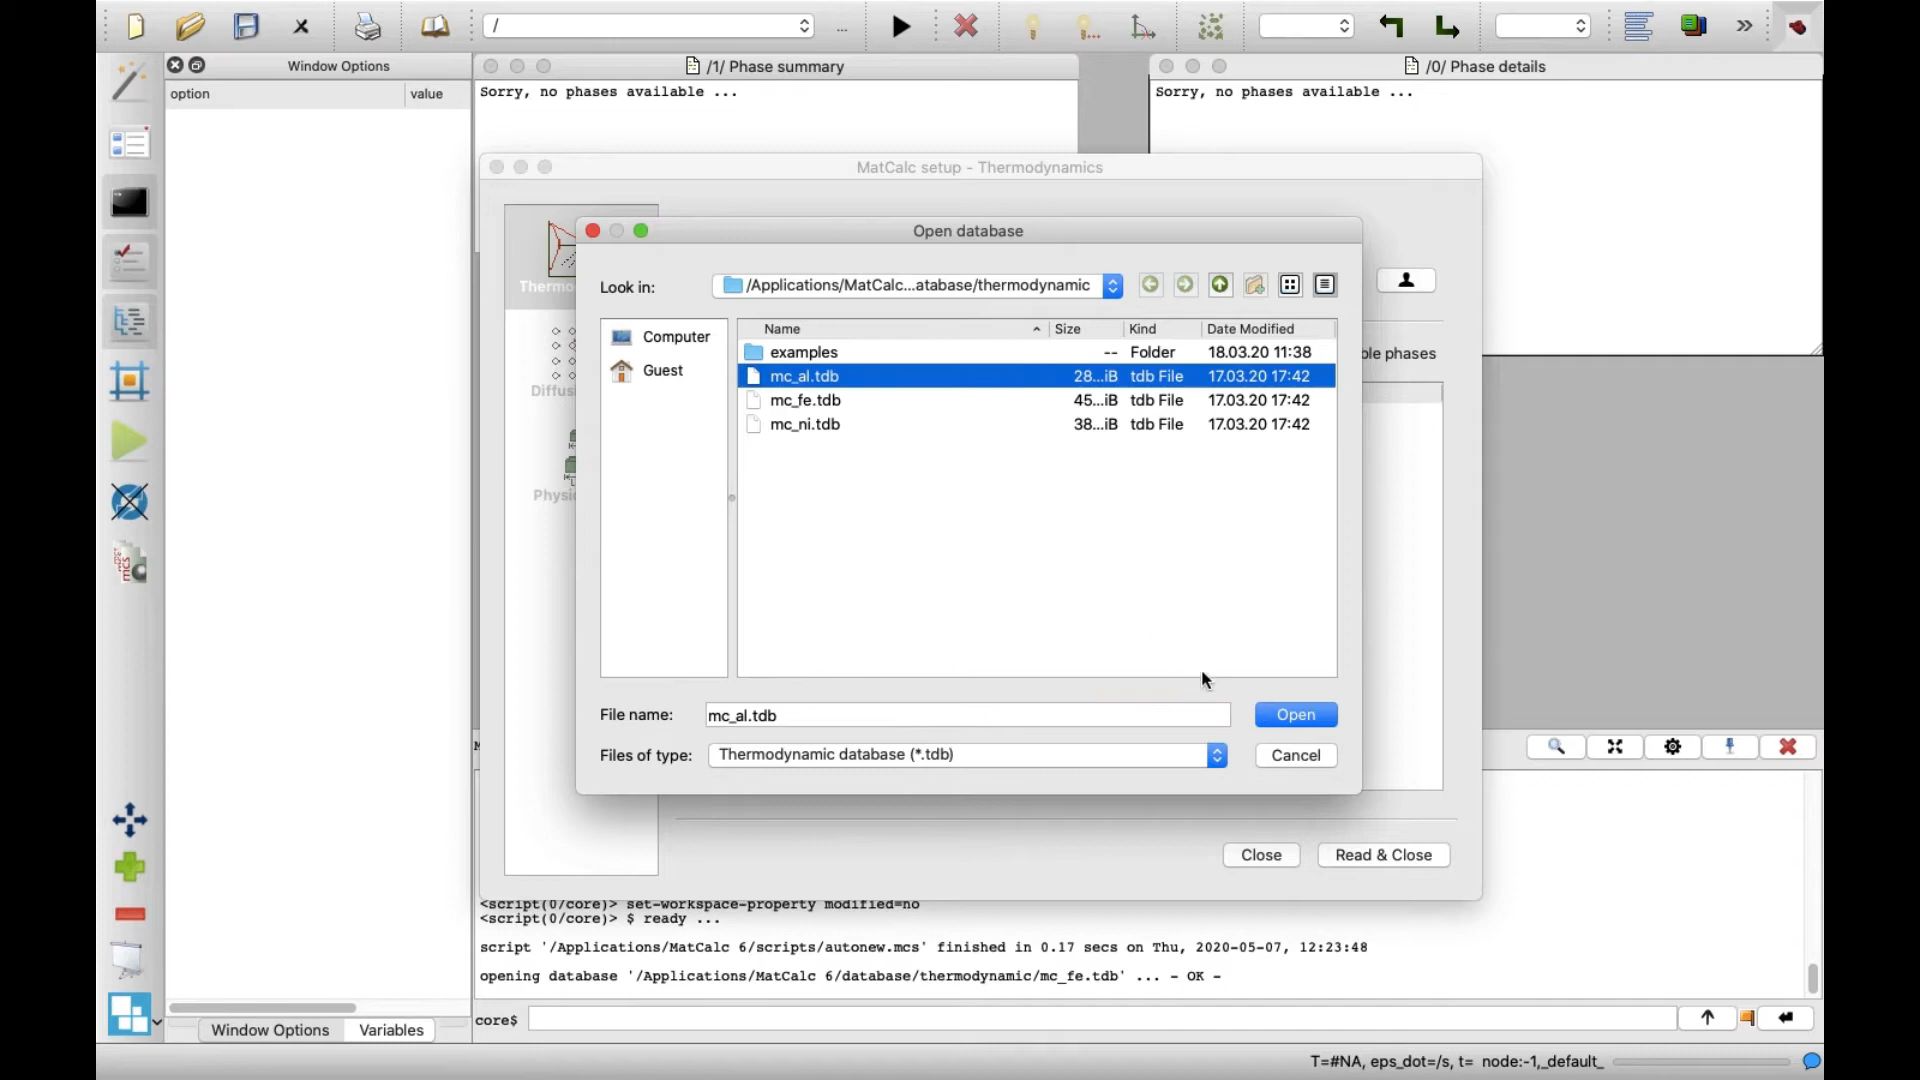 /
...
Window Options
/1/ Phase summary
/0/ Phase details
option
value
Sorry, no phases available ...
Sorry, no phases available ...
MatCalc setup - Thermodynamics
Open database
Look in:
/Applications/MatCalc...atabase/thermodynamic
Thermo
Computer
Guest
Name
Size
Kind
Date Modified
examples
--
Folder
18.03.20 11:38
mc_al.tdb
28...iB
tdb File
17.03.20 17:42
mc_fe.tdb
45...iB
tdb File
17.03.20 17:42
mc_ni.tdb
38...iB
tdb File
17.03.20 17:42
ble phases
Diffus
Physi
mcs
File name:
mc_al.tdb
Open
Files of type:
Thermodynamic database (*.tdb)
Cancel
Close
Read & Close
<script(0/core)> set-workspace-property modified=no
<script(0/core)> $ ready ...
script '/Applications/MatCalc 6/scripts/autonew.mcs' finished in 0.17 secs on Thu, 2020-05-07, 12:23:48
opening database '/Applications/MatCalc 6/database/thermodynamic/mc_fe.tdb' ... - OK -
core$
Window Options
Variables
T=#NA, eps_dot=/s, t= node:-1,_default_